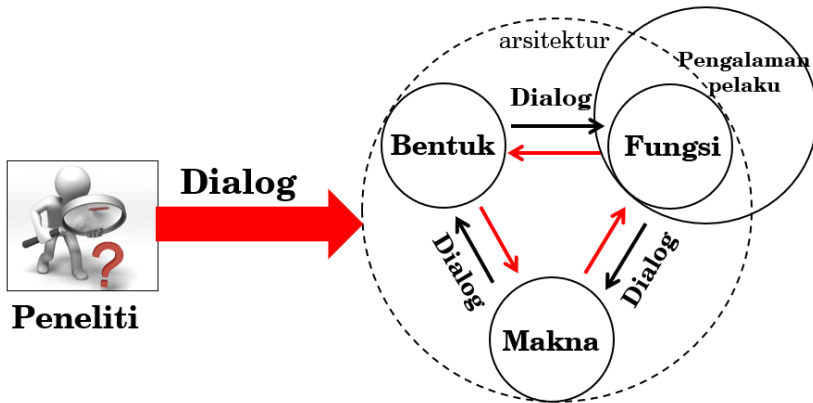 arsitektur
Pengalaman
pelaku
Dialog
Bentuk
Fungsi
Dialog
Dialog
Dialog
Makna
Peneliti